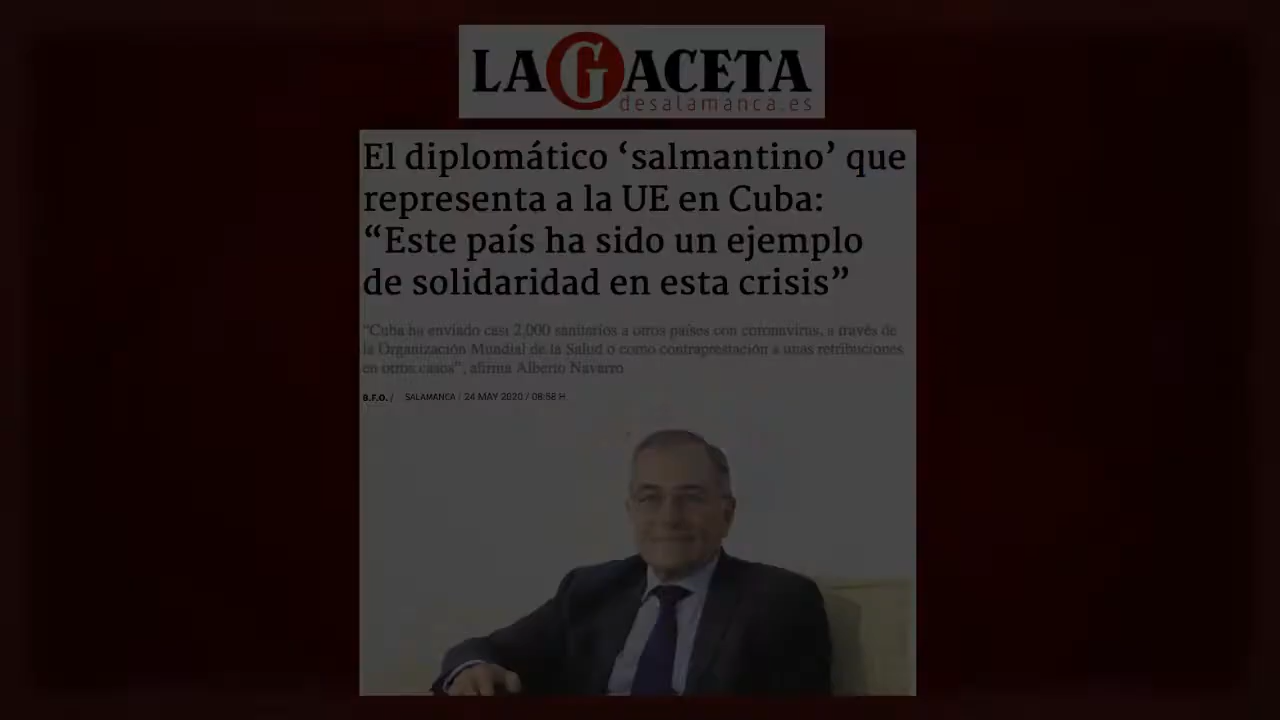 LA GACETA
desalamanca.es
El diplomático ‘salmantino’ que
representa a la UE en Cuba:
“Este país ha sido un ejemplo
de solidaridad en esta crisis”
“Cuba ha enviado casi 2,000 sanitarios a otros países con coronavirus, a través de
la Organización Mundial de la Salud o como contraprestación a unas retribuciones
en otros casos”, afirma Alberto Navarro
B.F.O. / SALAMANCA / 24 MAY 2020 / 08:58 H